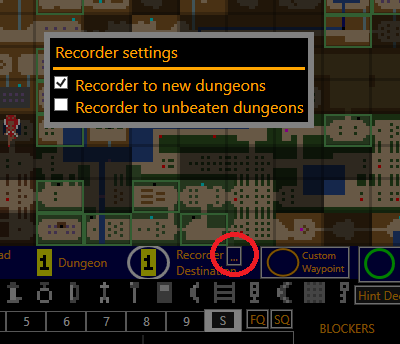 Recorder settings
Recorder to new dungeons
Recorder to unbeaten dungeons
ad
1 Dungeon
1 Recorder Destination
...
Custom Waypoint
Hint Dec
5 6 7 8 9 S FQ SQ
BLOCKERS